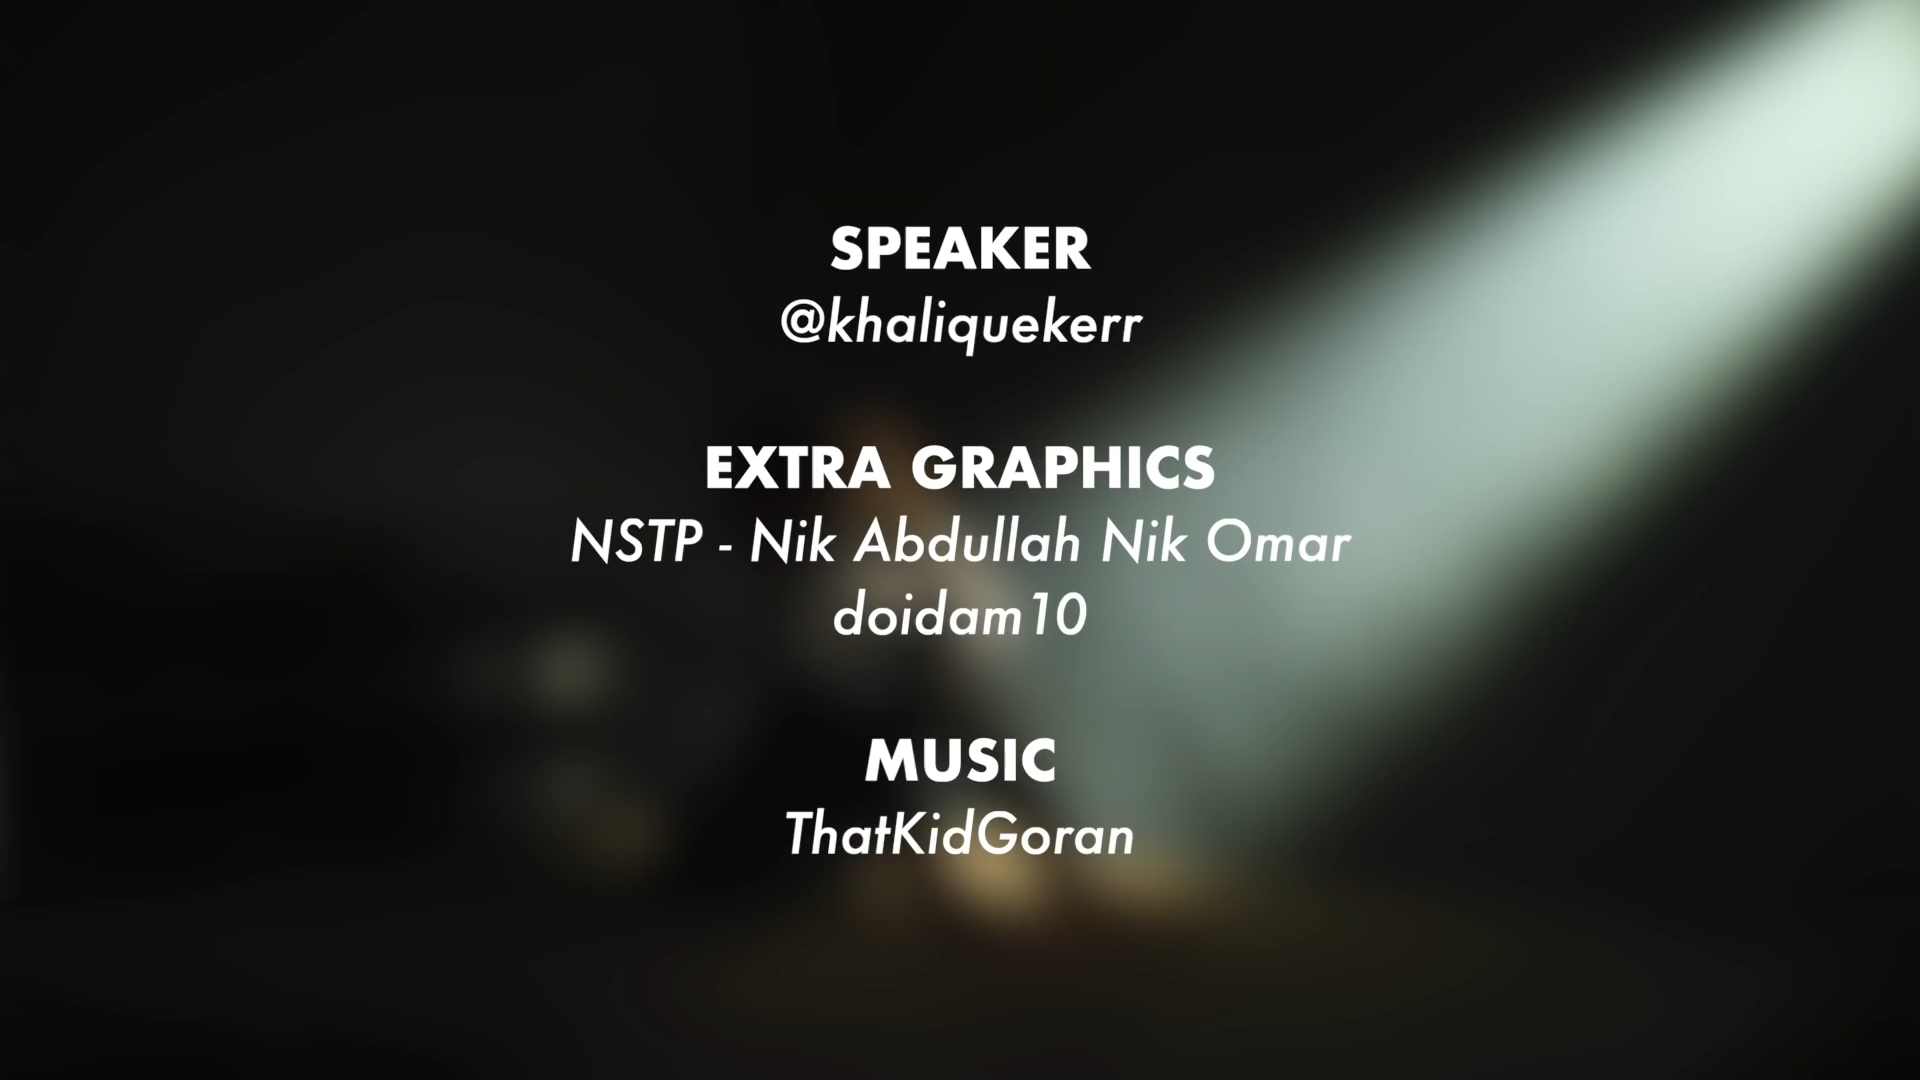 SPEAKER
@khaliquekerr
EXTRA GRAPHICS
NSTP - Nik Abdullah Nik Omar
doidam10
MUSIC
ThatKidGoran